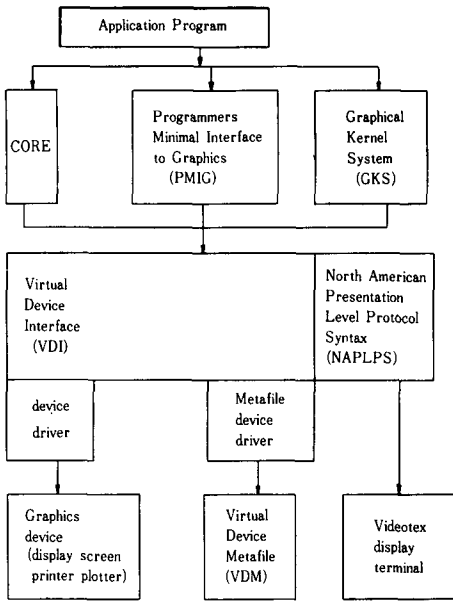 Application Program
CORE
Programmers
Minimal Interface
to Graphics
(PMIG)
Graphical
Kernel
System
(GKS)
Virtual
Device
Interface
(VDI)
North American
Presentation
Level Protocol
Syntax
(NAPLPS)
device
driver
Metafile
device
driver
Graphics
device
(display screen
printer plotter)
Virtual
Device
Metafile
(VDM)
Videotex
display
terminal